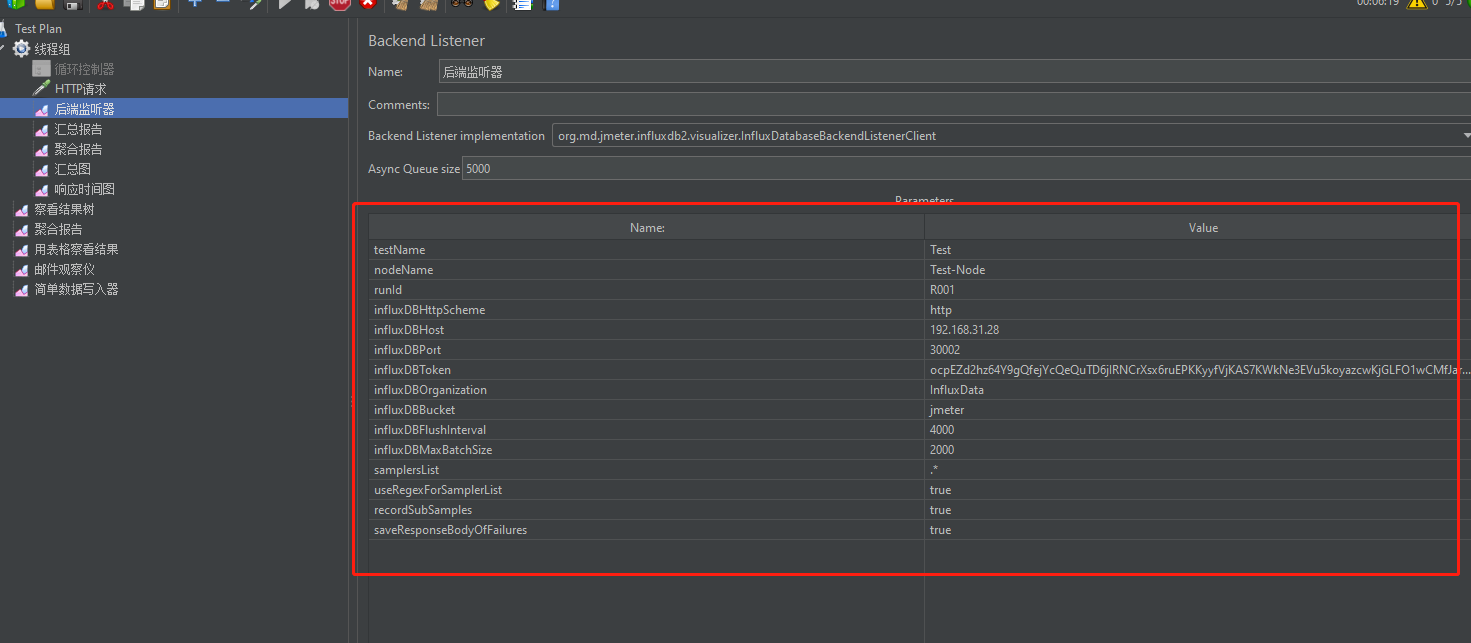 00:06:19 0 5/5
STOP
Test Plan
线程组
循环控制器
HTTP请求
后端监听器
汇总报告
聚合报告
汇总图
响应时间图
察看结果树
聚合报告
用表格察看结果
邮件观察仪
简单数据写入器
Backend Listener
Name: 后端监听器
Comments:
Backend Listener implementation org.md.jmeter.influxdb2.visualizer.InfluxDatabaseBackendListenerClient
Async Queue size 5000
Parameters
Name: Value
testName Test
nodeName Test-Node
runId R001
influxDBHttpScheme http
influxDBHost 192.168.31.28
influxDBPort 30002
influxDBToken
influxDBOrganization InfluxData
influxDBBucket jmeter
influxDBFlushInterval 4000
influxDBMaxBatchSize 2000
samplersList .*
useRegexForSamplerList true
recordSubSamples true
saveResponseBodyOfFailures true